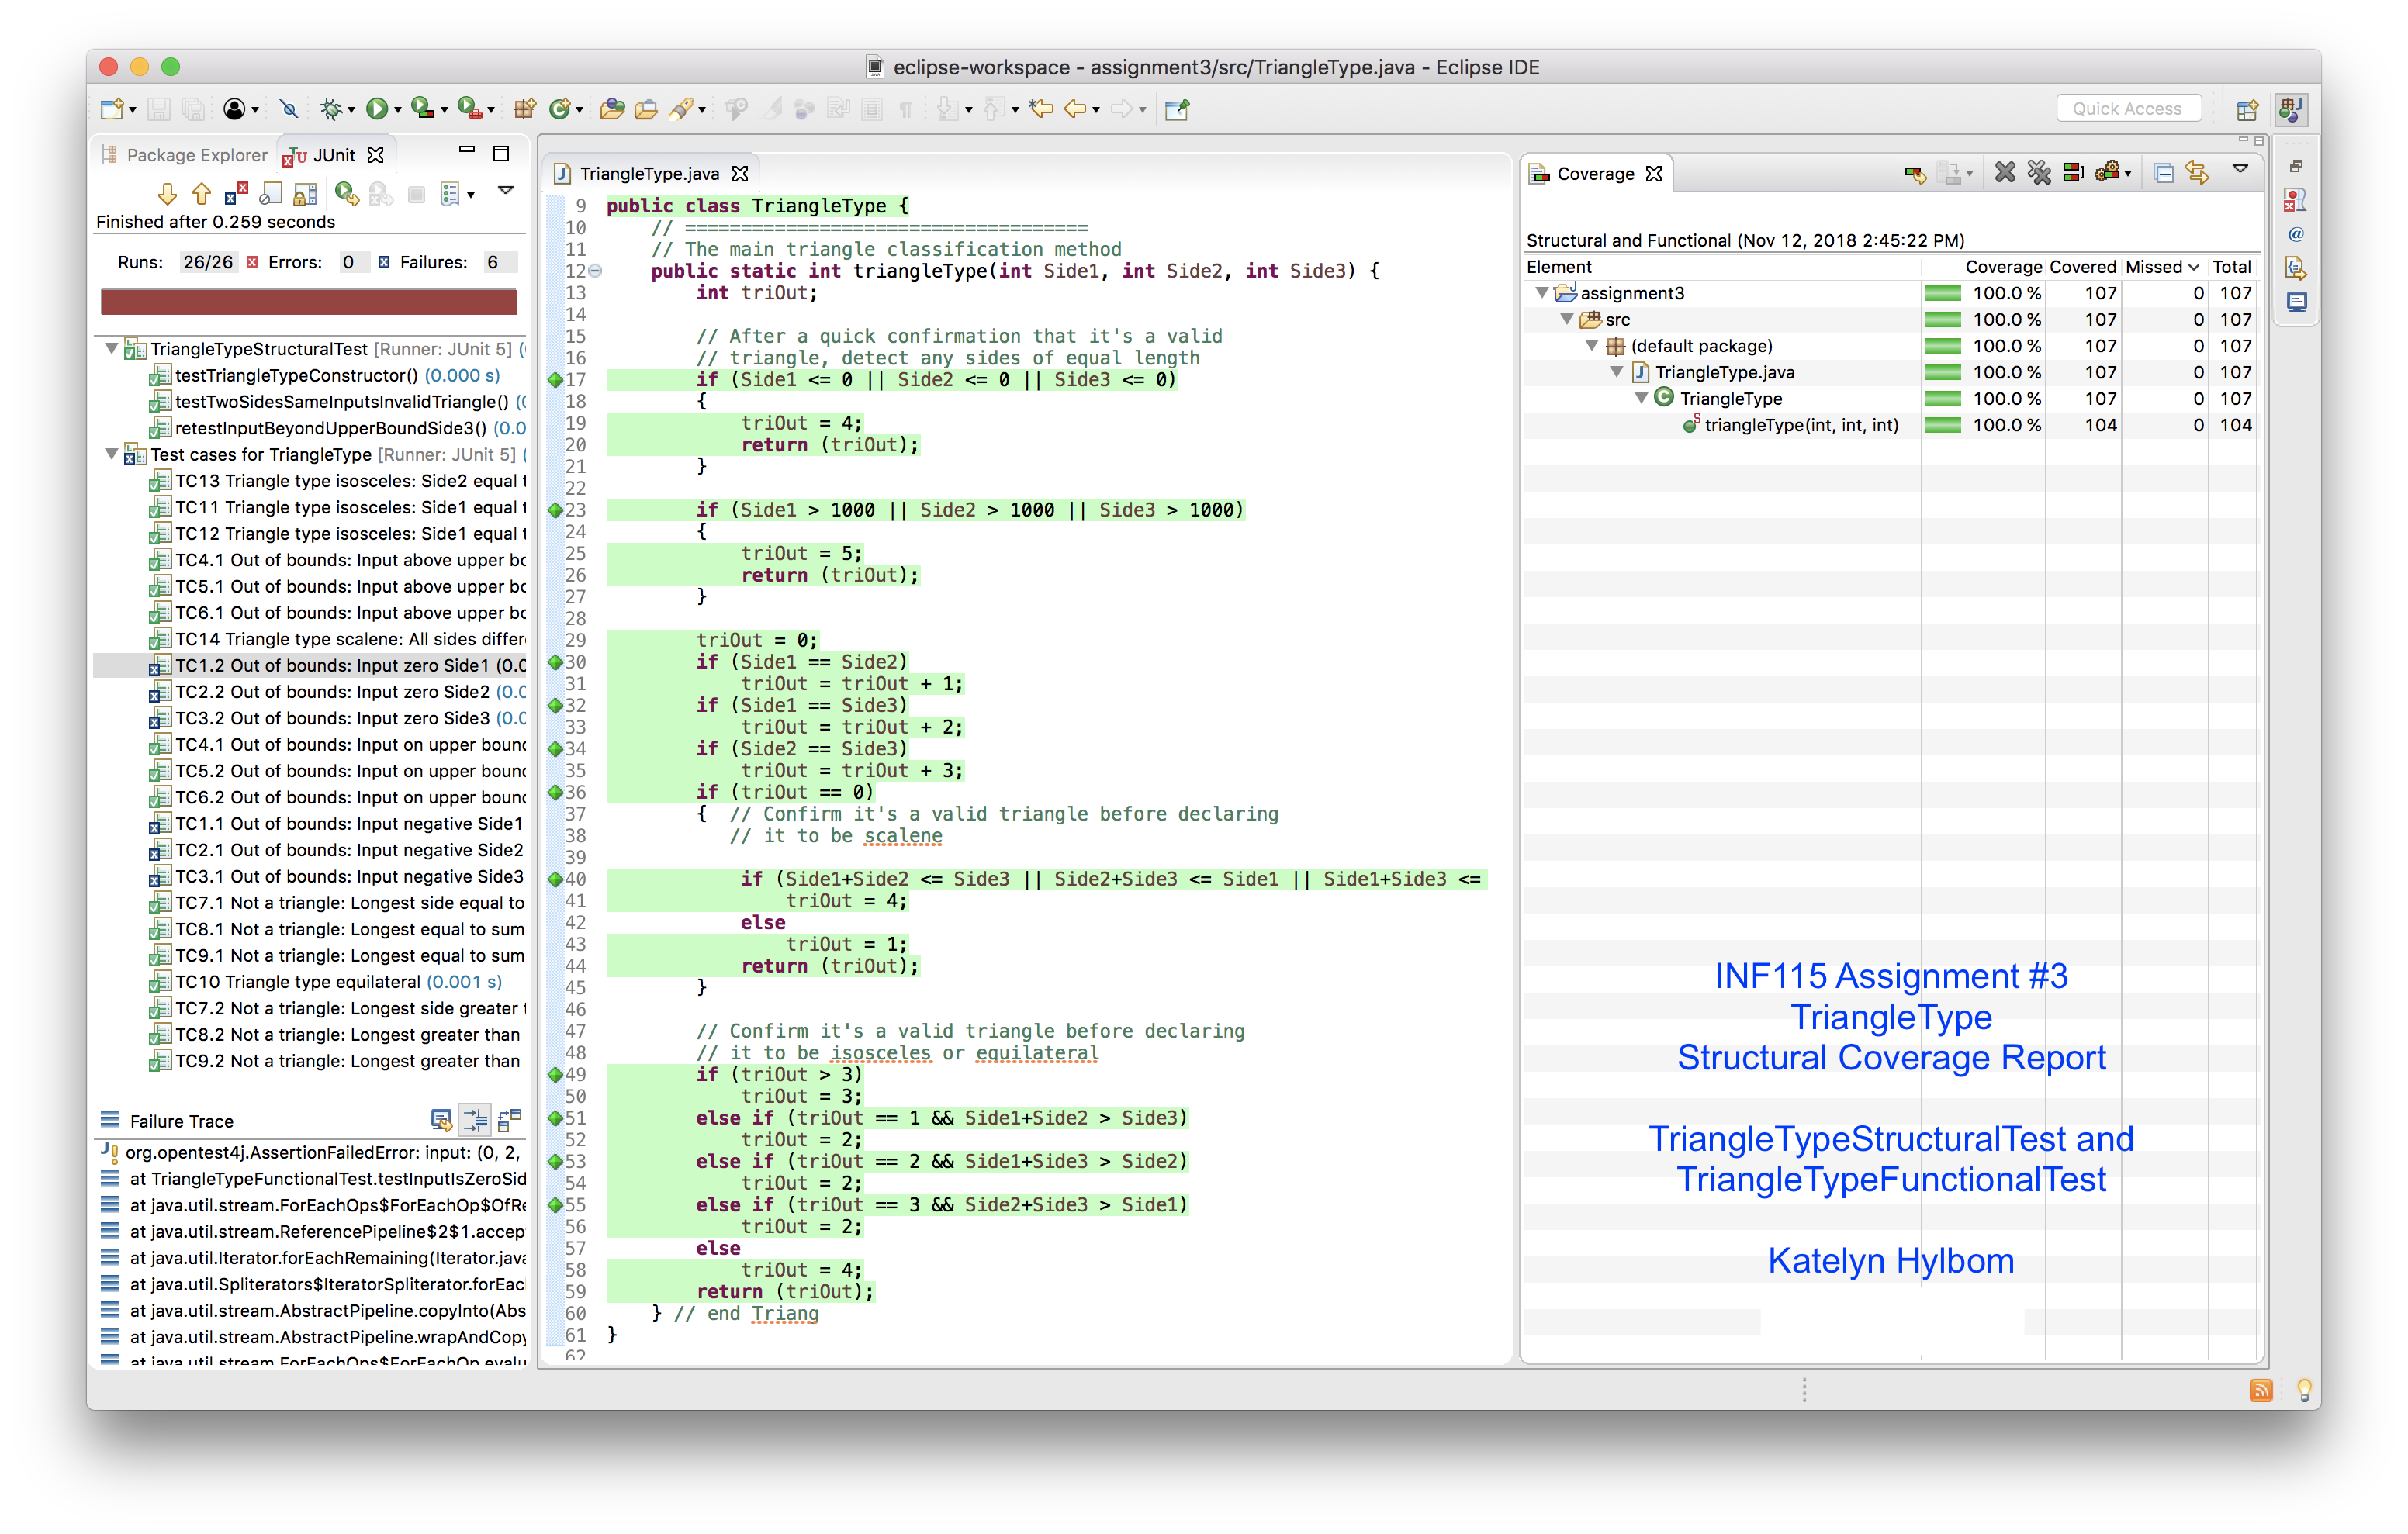 eclipse-workspace - assignment3/src/TriangleType.java - Eclipse IDE
Quick Access
Package Explorer
JUnit
Finished after 0.259 seconds
Runs: 26/26 Errors: 0 Failures: 6
TriangleTypeStructuralTest [Runner: JUnit 5] (
testTriangleTypeConstructor() (0.000 s)
testTwoSidesSameInputsInvalidTriangle() (
retestInputBeyondUpperBoundSide3() (0.0
Test cases for TriangleType [Runner: JUnit 5] (
TC13 Triangle type isosceles: Side2 equal t
TC11 Triangle type isosceles: Side1 equal t
TC12 Triangle type isosceles: Side1 equal t
TC4.1 Out of bounds: Input above upper bo
TC5.1 Out of bounds: Input above upper bo
TC6.1 Out of bounds: Input above upper bo
TC14 Triangle type scalene: All sides differ
TC1.2 Out of bounds: Input zero Side1 (0.0
TC2.2 Out of bounds: Input zero Side2 (0.0
TC3.2 Out of bounds: Input zero Side3 (0.0
TC4.1 Out of bounds: Input on upper boun
TC5.2 Out of bounds: Input on upper boun
TC6.2 Out of bounds: Input on upper boun
TC1.1 Out of bounds: Input negative Side1
TC2.1 Out of bounds: Input negative Side2
TC3.1 Out of bounds: Input negative Side3
TC7.1 Not a triangle: Longest side equal to
TC8.1 Not a triangle: Longest equal to sum
TC9.1 Not a triangle: Longest equal to sum
TC10 Triangle type equilateral (0.001 s)
TC7.2 Not a triangle: Longest side greater t
TC8.2 Not a triangle: Longest greater than
TC9.2 Not a triangle: Longest greater than
Failure Trace
org.opentest4j.AssertionFailedError: input: (0, 2,
at TriangleTypeFunctionalTest.testInputIsZeroSid
at java.util.stream.ForEachOps$ForEachOp$OfRe
at java.util.stream.ReferencePipeline$2$1.accep
at java.util.Iterator.forEachRemaining(Iterator.java
at java.util.Spliterators$IteratorSpliterator.forEac
at java.util.stream.AbstractPipeline.copyInto(Abs
at java.util.stream.AbstractPipeline.wrapAndCopy
at java.util.stream.ForEachOps$ForEachOp.evalu
TriangleType.java
9 public class TriangleType {
10 // ====================================
11 // The main triangle classification method
12 public static int triangleType(int Side1, int Side2, int Side3) {
13 int triOut;
14
15 // After a quick confirmation that it's a valid
16 // triangle, detect any sides of equal length
17 if (Side1 <= 0 || Side2 <= 0 || Side3 <= 0)
18 {
19 triOut = 4;
20 return (triOut);
21 }
22
23 if (Side1 > 1000 || Side2 > 1000 || Side3 > 1000)
24 {
25 triOut = 5;
26 return (triOut);
27 }
28
29 triOut = 0;
30 if (Side1 == Side2)
31 triOut = triOut + 1;
32 if (Side1 == Side3)
33 triOut = triOut + 2;
34 if (Side2 == Side3)
35 triOut = triOut + 3;
36 if (triOut == 0)
37 { // Confirm it's a valid triangle before declaring
38 // it to be scalene
39
40 if (Side1+Side2 <= Side3 || Side2+Side3 <= Side1 || Side1+Side3 <=
41 triOut = 4;
42 else
43 triOut = 1;
44 return (triOut);
45 }
46
47 // Confirm it's a valid triangle before declaring
48 // it to be isosceles or equilateral
49 if (triOut > 3)
50 triOut = 3;
51 else if (triOut == 1 && Side1+Side2 > Side3)
52 triOut = 2;
53 else if (triOut == 2 && Side1+Side3 > Side2)
54 triOut = 2;
55 else if (triOut == 3 && Side2+Side3 > Side1)
56 triOut = 2;
57 else
58 triOut = 4;
59 return (triOut);
60 } // end Triang
61 }
62
Coverage
Structural and Functional (Nov 12, 2018 2:45:22 PM)
Element Coverage Covered Missed Total
assignment3 100.0 % 107 0 107
src 100.0 % 107 0 107
(default package) 100.0 % 107 0 107
TriangleType.java 100.0 % 107 0 107
TriangleType 100.0 % 107 0 107
triangleType(int, int, int) 100.0 % 104 0 104
INF115 Assignment #3
TriangleType
Structural Coverage Report
TriangleTypeStructuralTest and
TriangleTypeFunctionalTest
Katelyn Hylbom